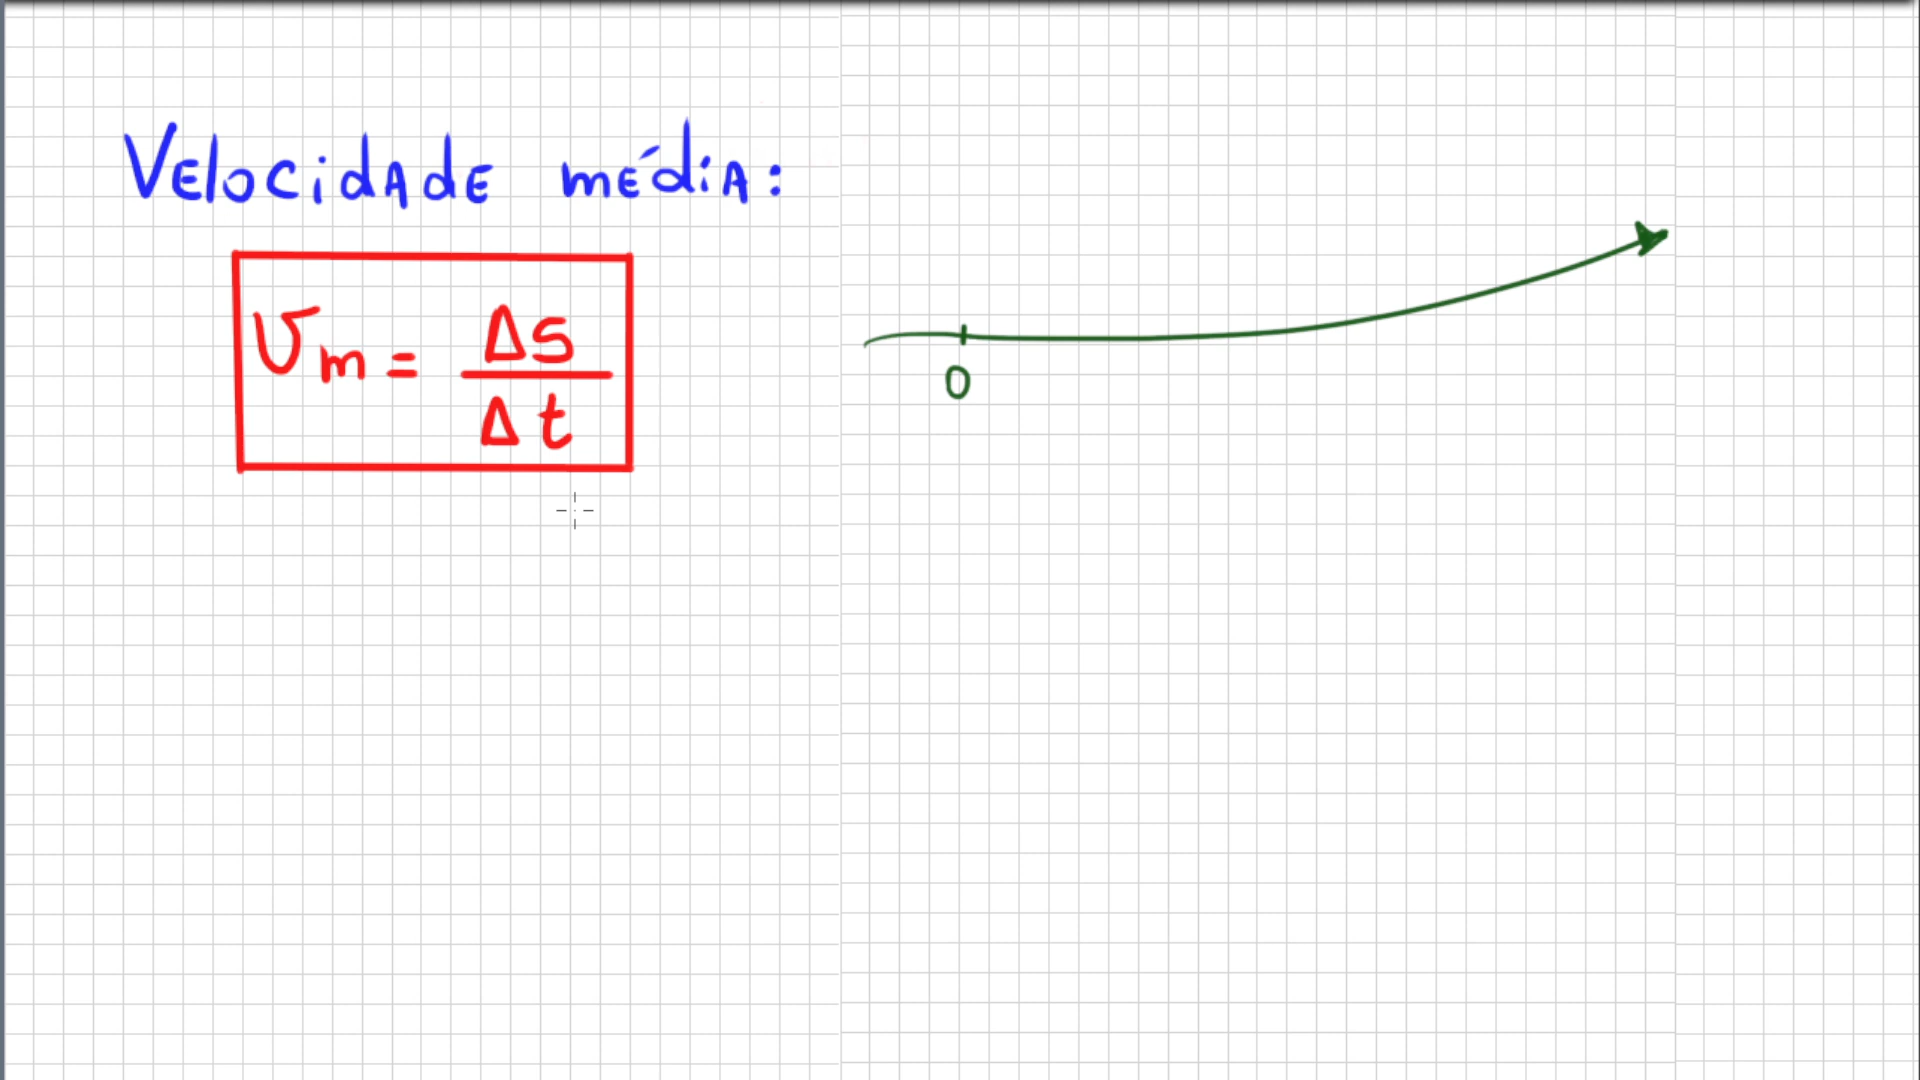 Velocidade média:
Vm = Δs
Δt
0